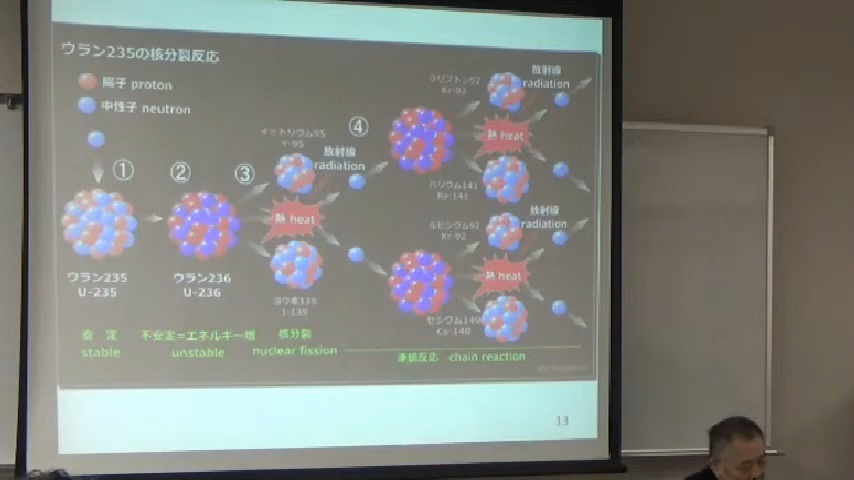 ウラン235の核分裂反応
陽子 proton
中性子 neutron
①
②
③
④
ウラン235
U-235
ウラン236
U-236
イットリウム95
Y-95
放射線
radiation
熱 heat
ヨウ素139
I-139
クリプトン92
Kr-92
放射線
radiation
熱 heat
バリウム141
Ba-141
ルビジウム92
Kr-92
放射線
radiation
熱 heat
セシウム140
Cs-140
安 定
stable
不安定=エネルギー増
unstable
核分裂
nuclear fission
連鎖反応 chain reaction
13